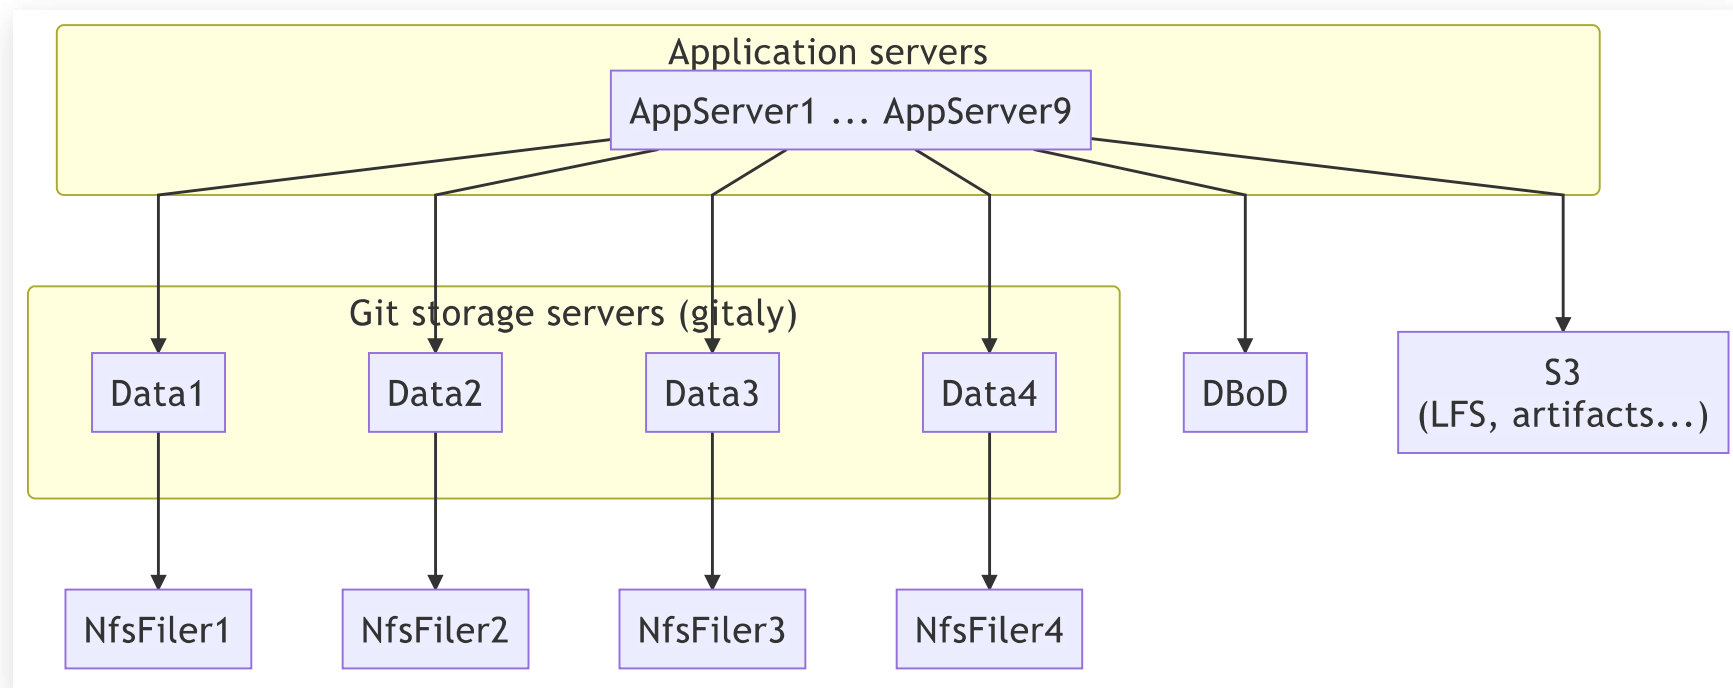 Application servers
AppServer1 ... AppServer9
Git storage servers (gitaly)
Data1
Data2
Data3
Data4
DBoD
S3
(LFS, artifacts...)
NfsFiler1
NfsFiler2
NfsFiler3
NfsFiler4